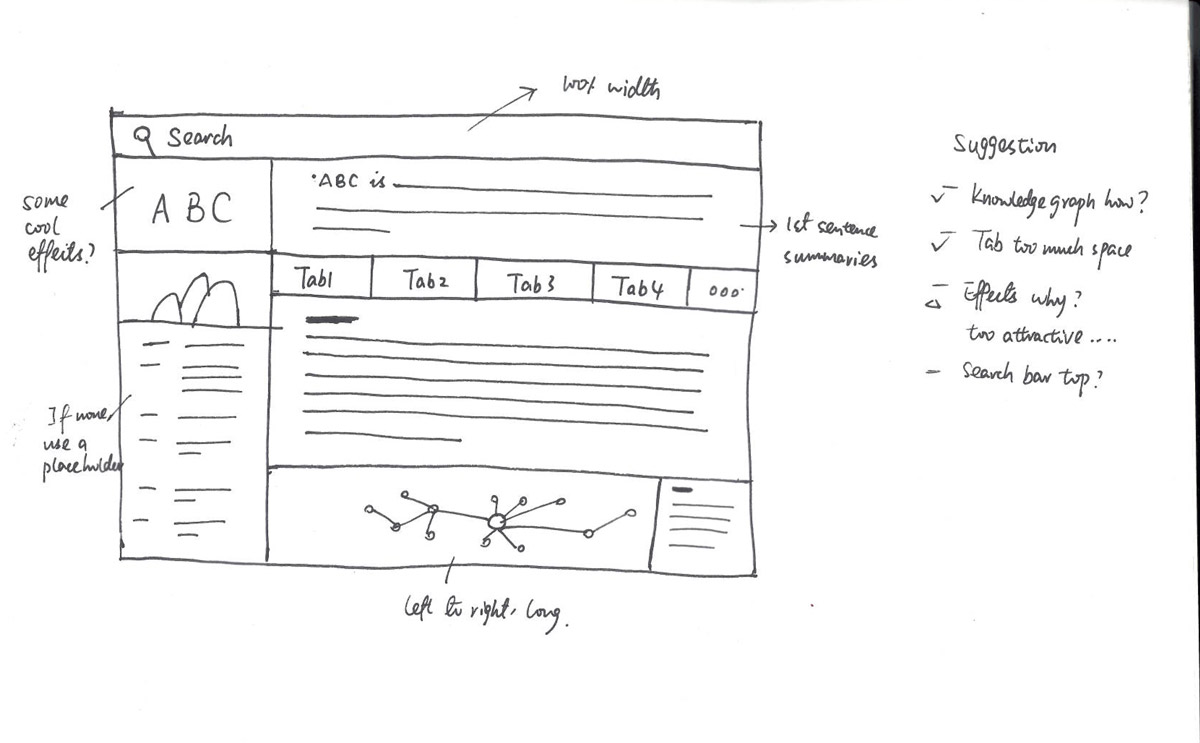 100% width
Search
Suggestion
ABC is
Knowledge graph how?
some
cool
effects?
A B C
1st sentence
summaries
Tab too much space
Tab1 Tab2 Tab3 Tab4 ooo
Effects why?
too attractive ....
Search bar top?
If none,
use a
placeholder
left to right, long.